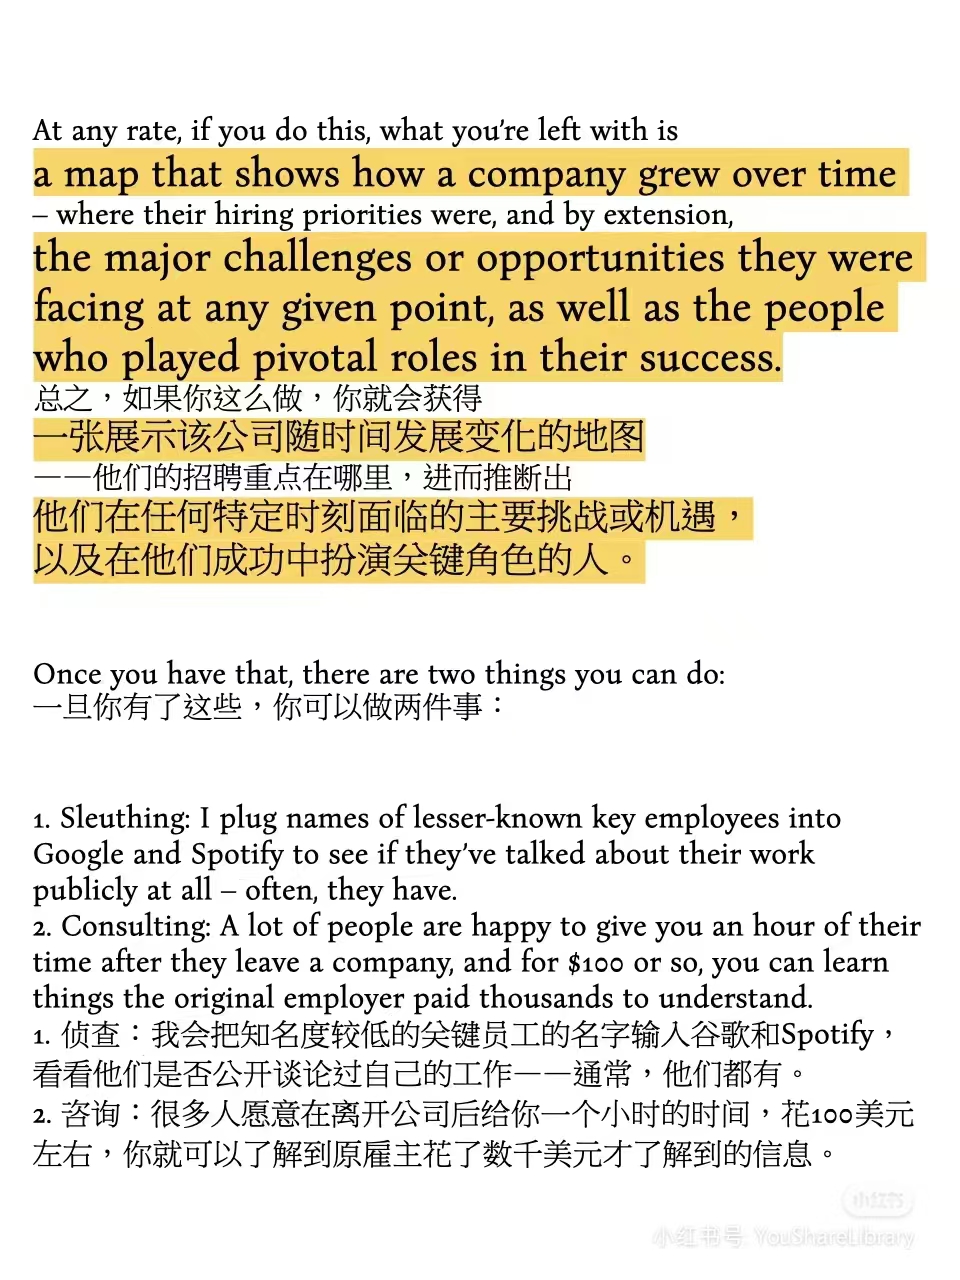 At any rate, if you do this, what you're left with is
a map that shows how a company grew over time
– where their hiring priorities were, and by extension,
the major challenges or opportunities they were
facing at any given point, as well as the people
who played pivotal roles in their success.
总之，如果你这么做，你就会获得
一张展示该公司随时间发展变化的地图
——他们的招聘重点在哪里，进而推断出
他们在任何特定时刻面临的主要挑战或机遇，
以及在他们成功中扮演关键角色的人。
Once you have that, there are two things you can do:
一旦你有了这些，你可以做两件事：
1. Sleuthing: I plug names of lesser-known key employees into
Google and Spotify to see if they've talked about their work
publicly at all – often, they have.
2. Consulting: A lot of people are happy to give you an hour of their
time after they leave a company, and for $100 or so, you can learn
things the original employer paid thousands to understand.
1. 侦查：我会把知名度较低的关键员工的名字输入谷歌和Spotify，
看看他们是否公开谈论过自己的工作——通常，他们都有。
2. 咨询：很多人愿意在离开公司后给你一个小时的时间，花100美元
左右，你就可以了解到原雇主花了数千美元才了解到的信息。
小红书
小红书号: YouShareLibrary